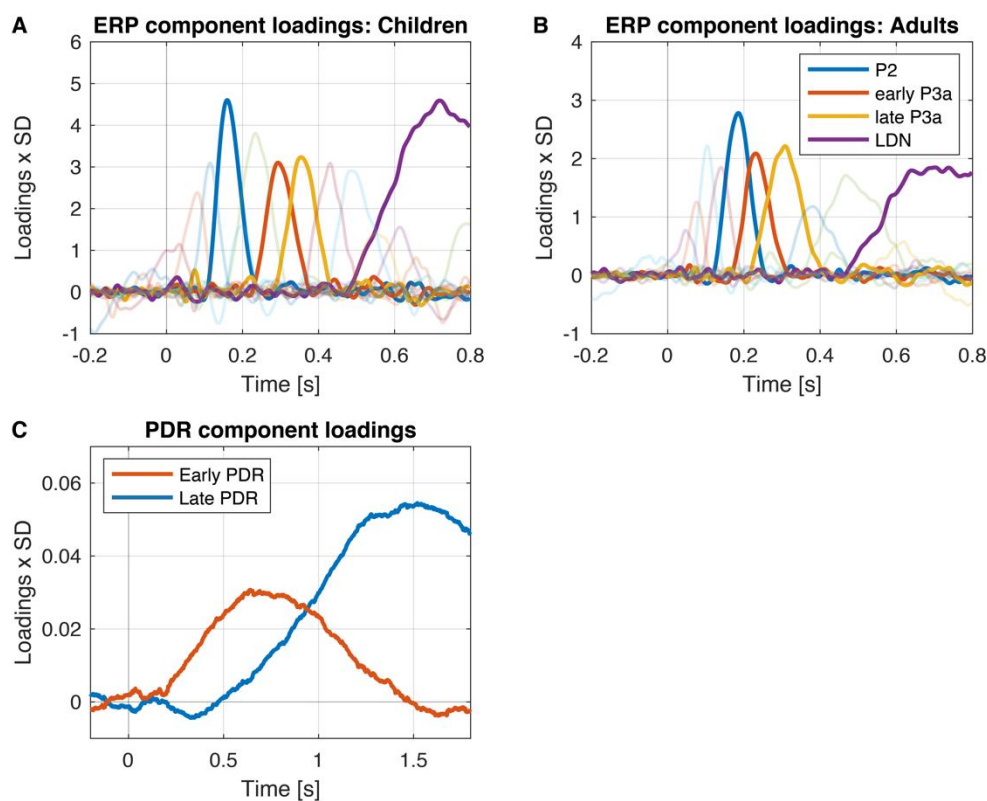 A ERP component loadings: Children
Loadings x SD
6
5
4
3
2
1
0
-1
-0.2 0 0.2 0.4 0.6 0.8
Time [s]
B ERP component loadings: Adults
Loadings x SD
4
3
2
1
0
-1
P2
early P3a
late P3a
LDN
-0.2 0 0.2 0.4 0.6 0.8
Time [s]
C PDR component loadings
Loadings x SD
0.06
0.04
0.02
0
Early PDR
Late PDR
0 0.5 1 1.5
Time [s]